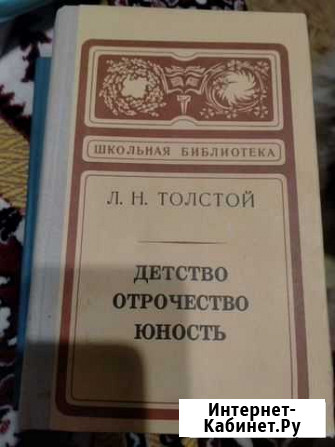 ШКОЛЬНАЯ БИБЛИОТЕКА
Л. Н. ТОЛСТОЙ
ДЕТСТВО
ОТРОЧЕСТВО
ЮНОСТЬ
Интернет-
Кабинет.Ру